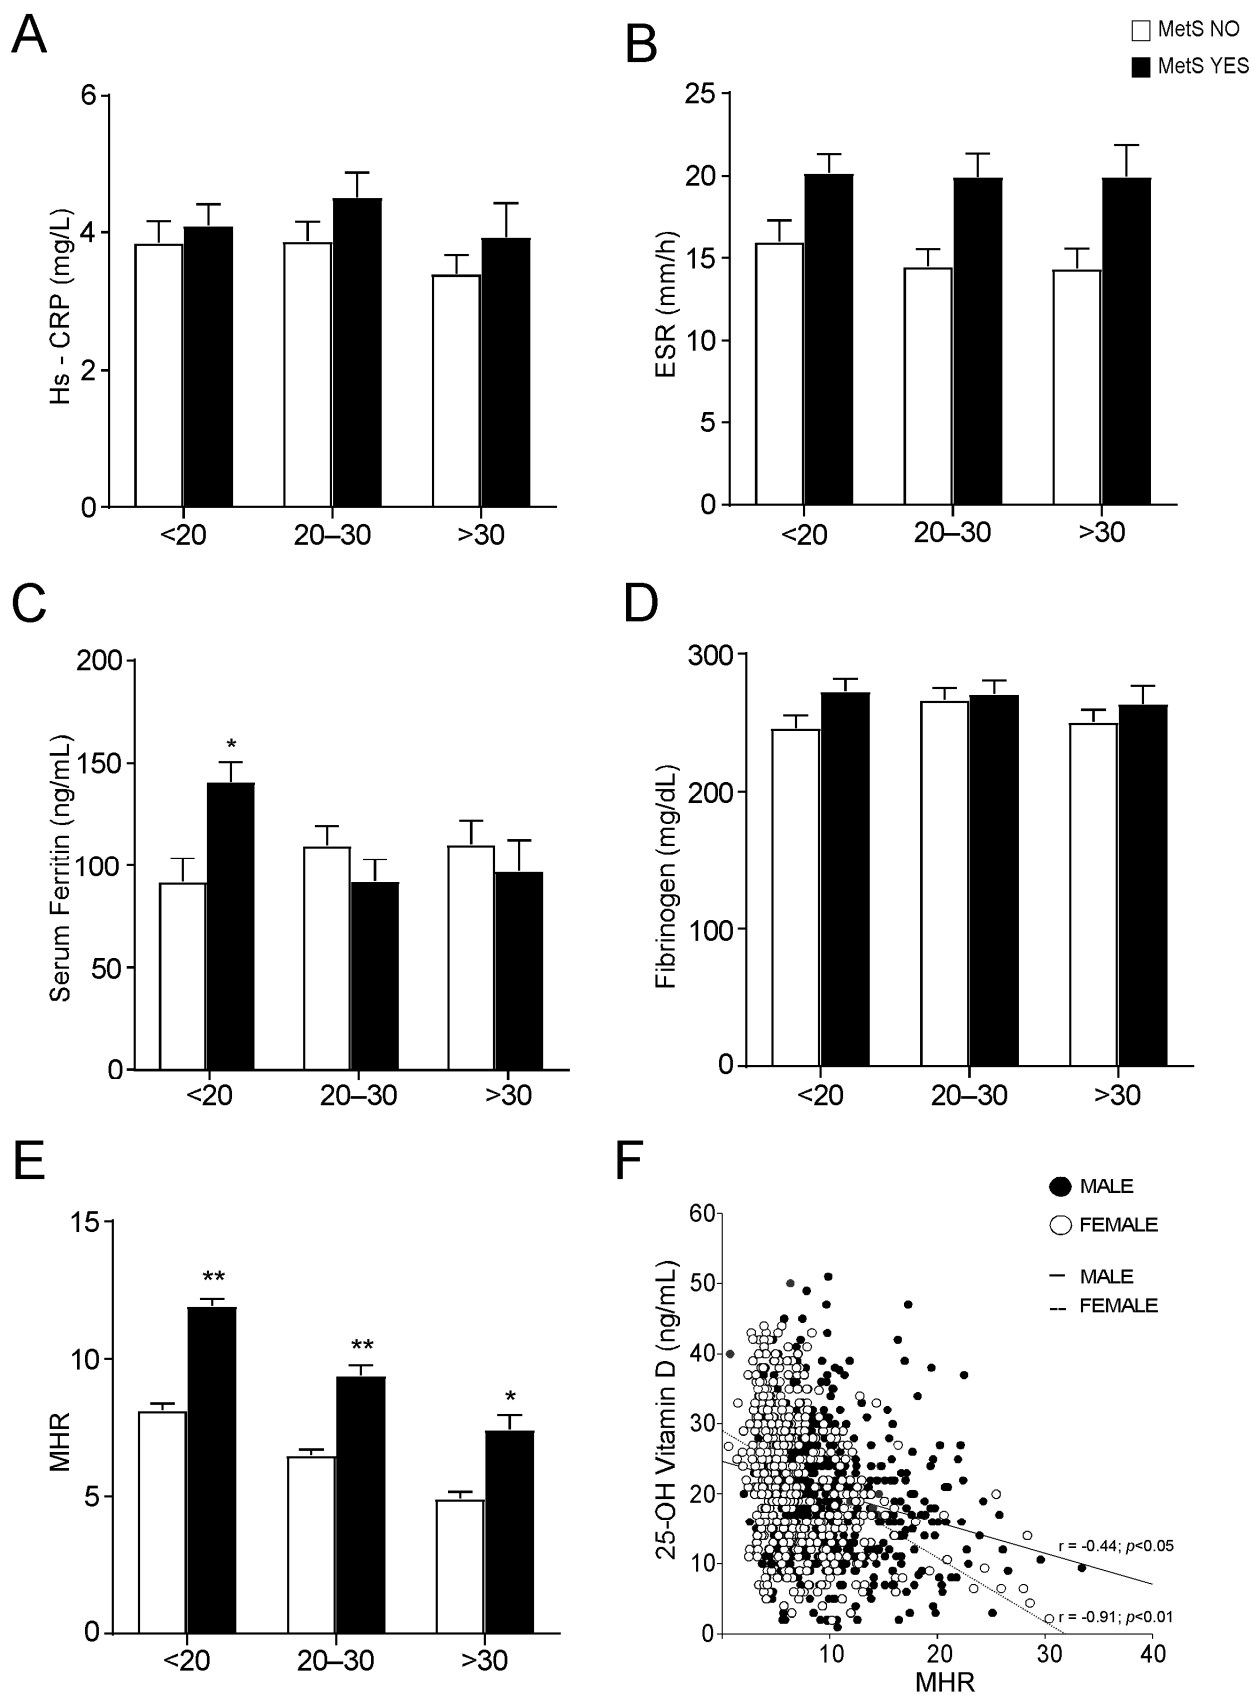 A
B
MetS NO
MetS YES
6
4
2
0
Hs - CRP (mg/L)
<20
20–30
>30
25
20
15
10
5
0
ESR (mm/h)
<20
20–30
>30
C
D
200
150
100
50
0
Serum Ferritin (ng/mL)
*
<20
20–30
>30
300
200
100
0
Fibrinogen (mg/dL)
<20
20–30
>30
E
F
15
10
5
0
MHR
**
**
*
<20
20–30
>30
MALE
FEMALE
MALE
FEMALE
60
50
40
30
20
10
0
25-OH Vitamin D (ng/mL)
r = -0.44; p<0.05
r = -0.91; p<0.01
10
20
30
40
MHR